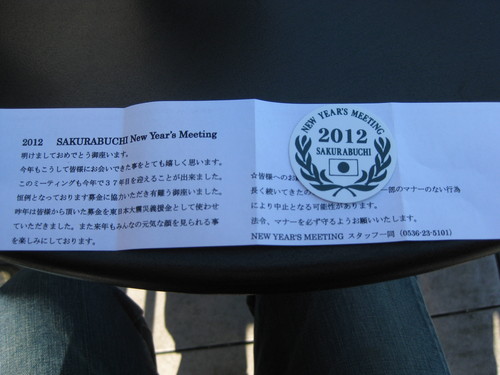 2012 SAKURABUCHI New Year's Meeting
明けましておめでとう御座います。
今年もこうして皆様にお会いできた事をとても嬉しく思います。
このミーティングも今年で３７年目を迎えることが出来ました。
恒例となっております募金に協力いただき有難う御座いました。
昨年は皆様から頂いた募金を東日本大震災義援金として使わせ
ていただきました。また来年もみんなの元気な顔を見られる事
を楽しみにしております。
NEW YEAR'S MEETING
2012
SAKURABUCHI
☆皆様へのお
長く続いてきた 一部のマナーのない行為
により中止となる可能性があります。
法令、マナーを必ず守るようお願いいたします。
NEW YEAR'S MEETING スタッフ一同（0536-23-5101）